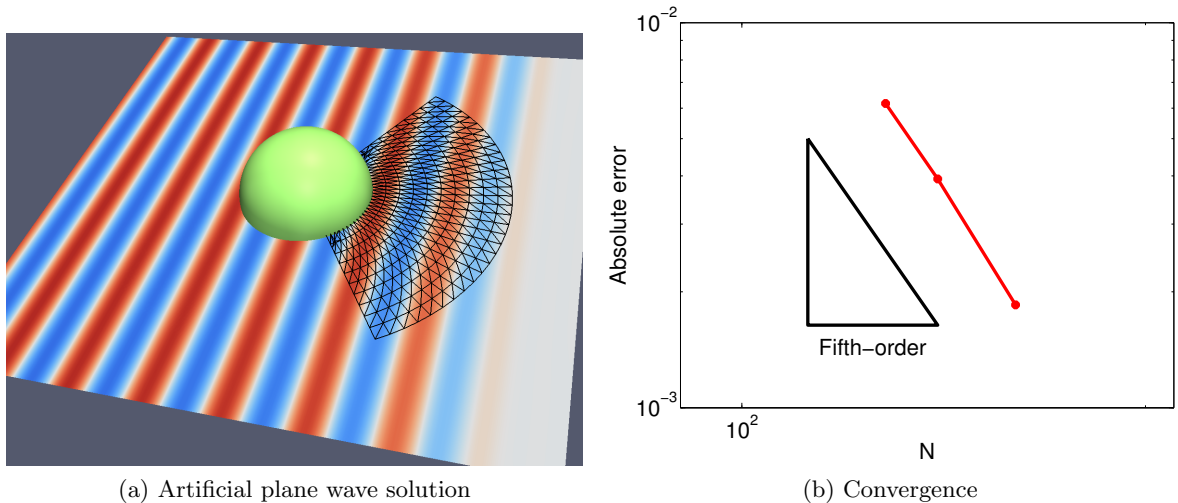 10^-2
Absolute error
Fifth-order
10^-3
10^2
N
(a) Artificial plane wave solution
(b) Convergence